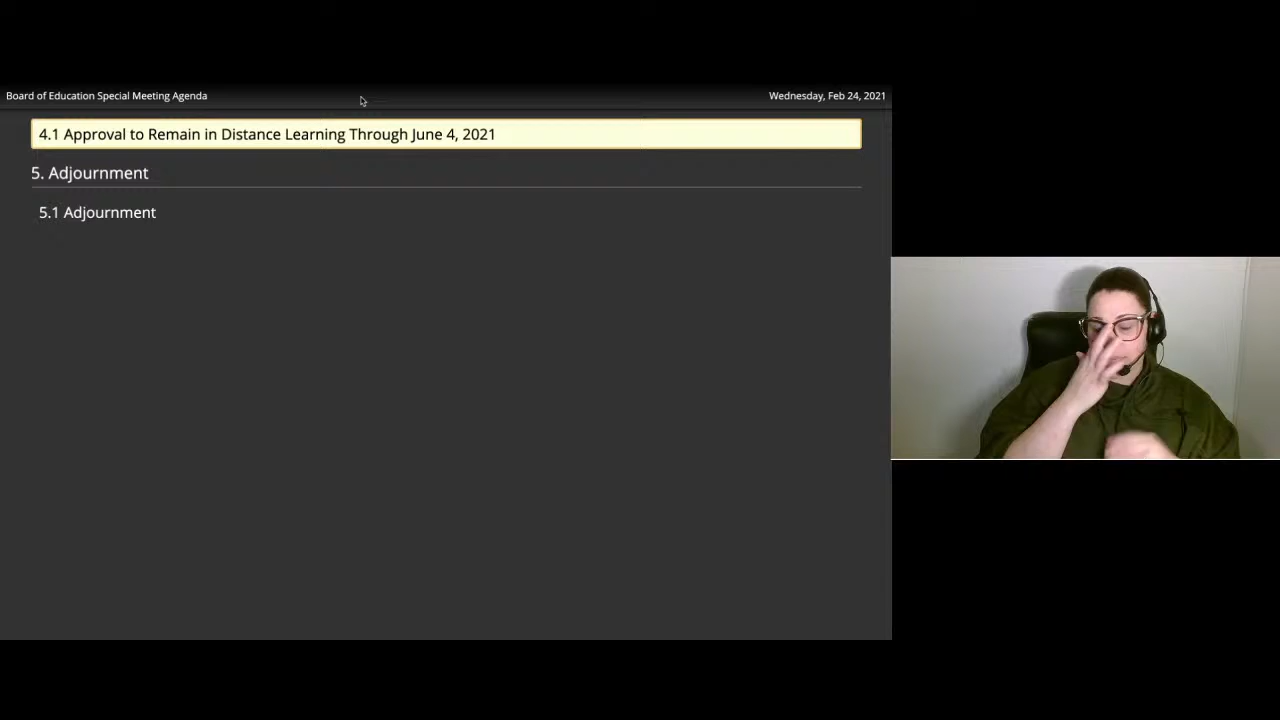 Board of Education Special Meeting Agenda
Wednesday, Feb 24, 2021
4.1 Approval to Remain in Distance Learning Through June 4, 2021
5. Adjournment
5.1 Adjournment